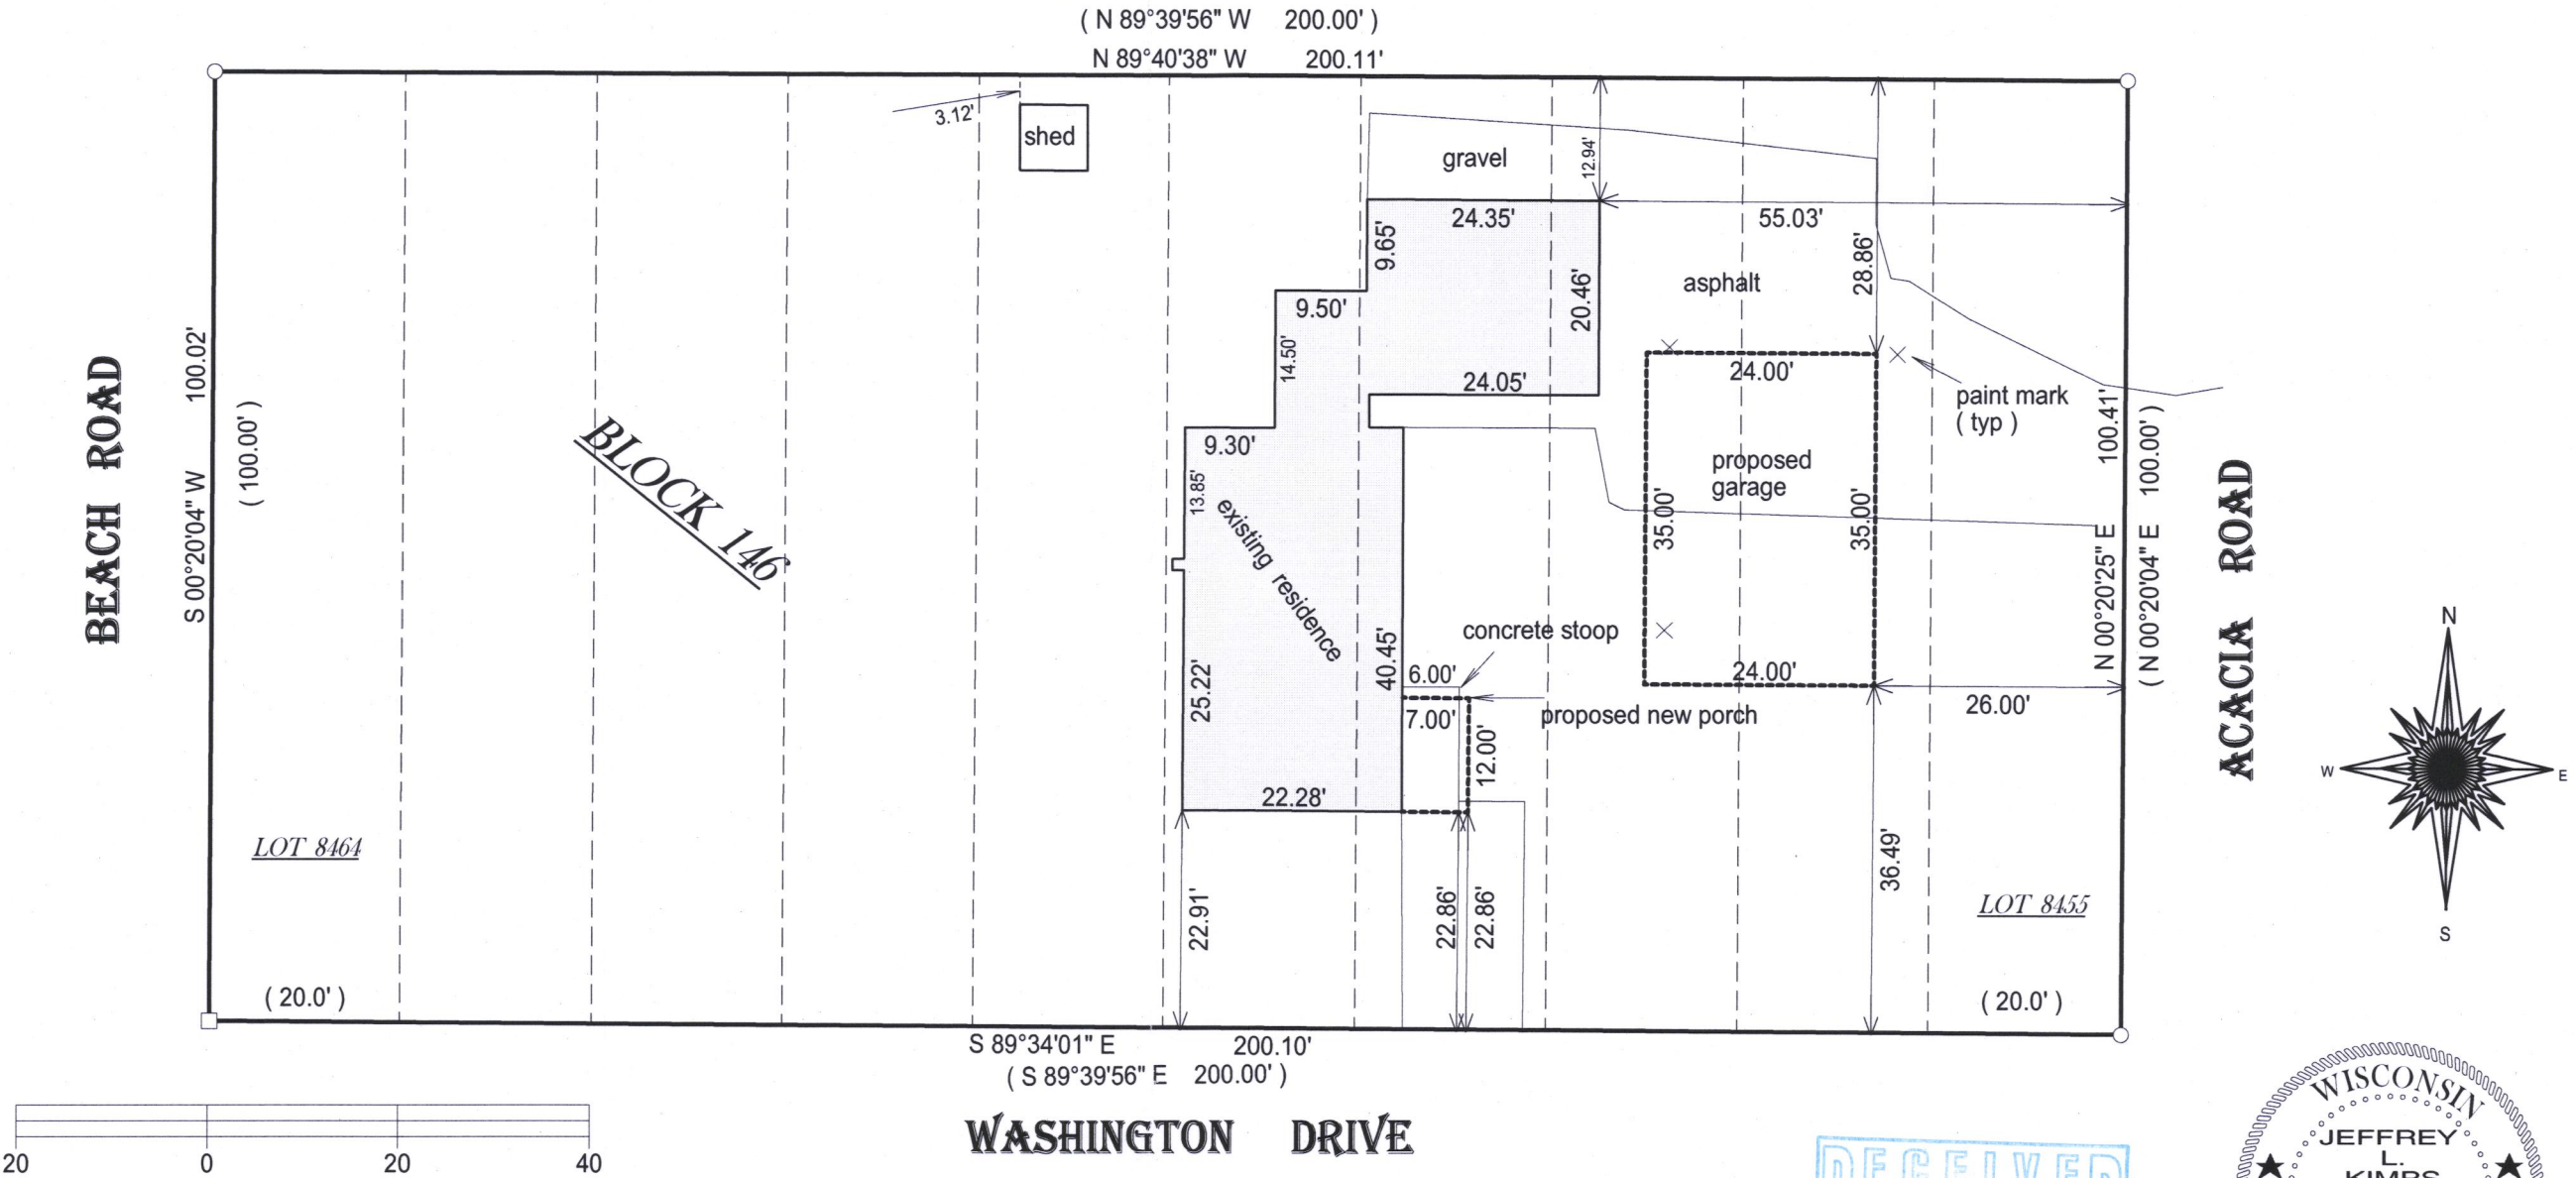 ( N 89°39'56" W 200.00' )
N 89°40'38" W 200.11'
3.12'
shed
gravel
12.94'
24.35'
55.03'
9.65'
20.46'
28.86'
asphalt
9.50'
14.50'
24.05'
24.00'
paint mark
( typ )
BEACH ROAD
S 00°20'04" W 100.02'
( 100.00' )
BLOCK 146
9.30'
13.85'
existing residence
proposed
garage
35.00'
35.00'
N 00°20'25" E 100.41'
( N 00°20'04" E 100.00' )
ACACIA ROAD
concrete stoop
40.45'
25.22'
6.00'
7.00'
24.00'
proposed new porch
26.00'
12.00'
22.28'
N
W
E
S
LOT 8464
LOT 8455
22.91'
22.86'
22.86'
36.49'
( 20.0' )
( 20.0' )
S 89°34'01" E 200.10'
( S 89°39'56" E 200.00' )
WASHINGTON DRIVE
20 0 20 40
RECEIVED
WISCONSIN
JEFFREY
L.